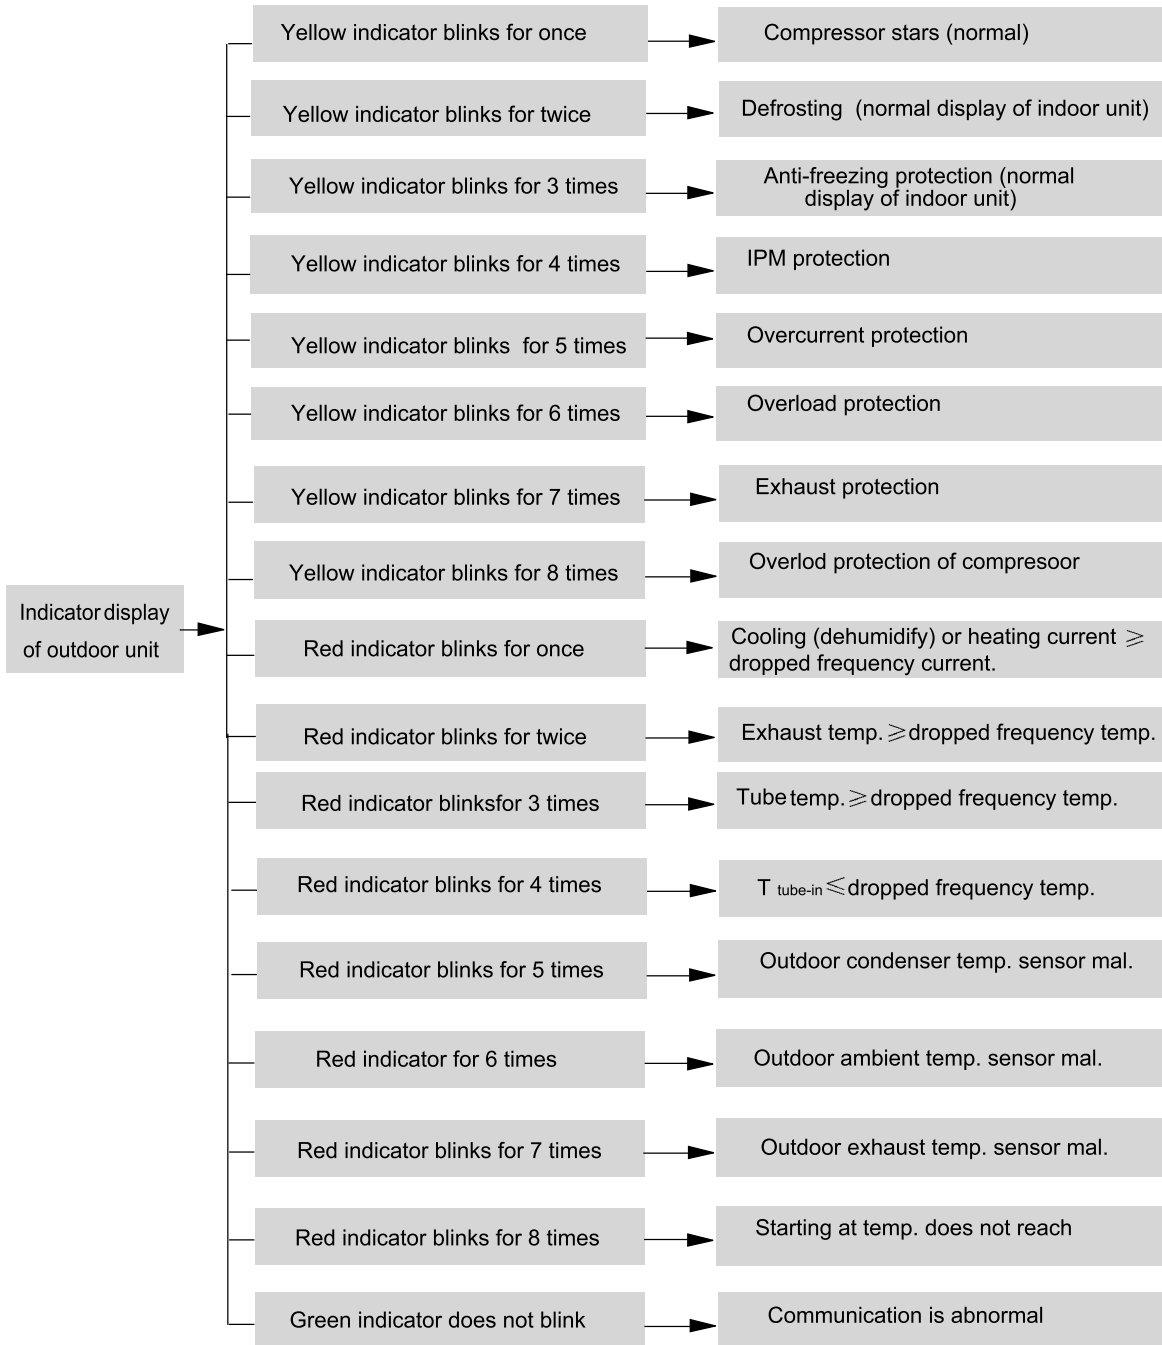 Yellow indicator blinks for once
Compressor stars (normal)
Yellow indicator blinks for twice
Defrosting (normal display of indoor unit)
Yellow indicator blinks for 3 times
Anti-freezing protection (normal
display of indoor unit)
Yellow indicator blinks for 4 times
IPM protection
Yellow indicator blinks for 5 times
Overcurrent protection
Yellow indicator blinks for 6 times
Overload protection
Yellow indicator blinks for 7 times
Exhaust protection
Yellow indicator blinks for 8 times
Overlod protection of compresoor
Indicator display
of outdoor unit
Red indicator blinks for once
Cooling (dehumidify) or heating current ⩾
dropped frequency current.
Red indicator blinks for twice
Exhaust temp. ⩾dropped frequency temp.
Red indicator blinksfor 3 times
Tube temp. ⩾ dropped frequency temp.
Red indicator blinks for 4 times
T tube-in ⩽ dropped frequency temp.
Red indicator blinks for 5 times
Outdoor condenser temp. sensor mal.
Red indicator for 6 times
Outdoor ambient temp. sensor mal.
Red indicator blinks for 7 times
Outdoor exhaust temp. sensor mal.
Red indicator blinks for 8 times
Starting at temp. does not reach
Green indicator does not blink
Communication is abnormal